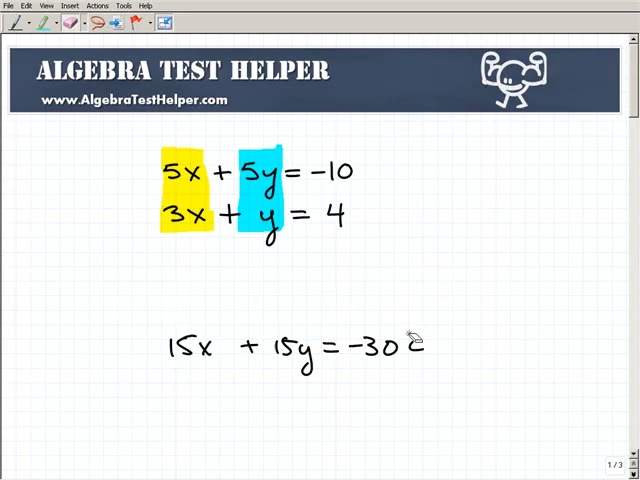 File Edit View Insert Actions Tools Help
ALGEBRA TEST HELPER
www.AlgebraTestHelper.com
5x + 5y = -10
3x + y = 4
15x + 15y = -30
1 / 3